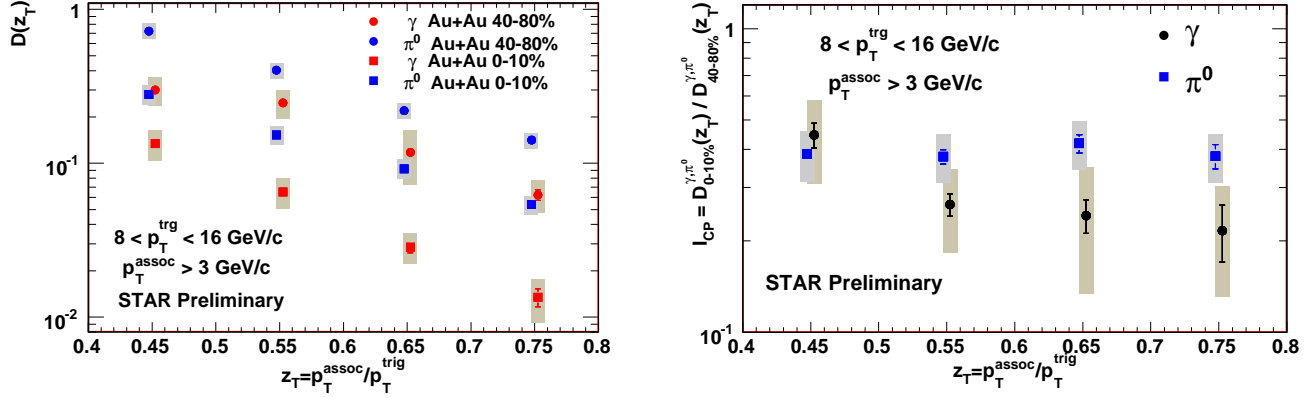 D(z_T)
1
10^-1
10^-2
γ Au+Au 40-80%
π^0 Au+Au 40-80%
γ Au+Au 0-10%
π^0 Au+Au 0-10%
8 < p_T^trg < 16 GeV/c
p_T^assoc > 3 GeV/c
STAR Preliminary
0.4 0.45 0.5 0.55 0.6 0.65 0.7 0.75 0.8
z_T=p_T^assoc/p_T^trig
I_CP = D_0-10%^γ,π^0(z_T) / D_40-80%^γ,π^0(z_T)
1
10^-1
8 < p_T^trg < 16 GeV/c
p_T^assoc > 3 GeV/c
γ
π^0
STAR Preliminary
0.4 0.45 0.5 0.55 0.6 0.65 0.7 0.75 0.8
z_T=p_T^assoc/p_T^trig